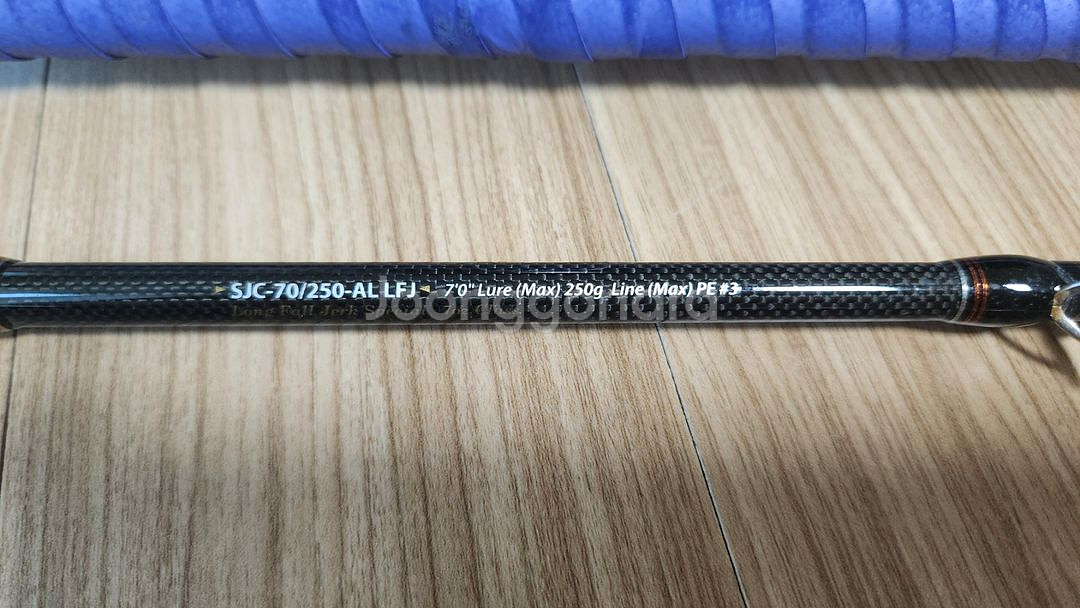 SJC-70/250-AL LFJ 7'0" Lure (Max) 250g Line (Max) PE #3
Long Fall Jerk
joonggonara